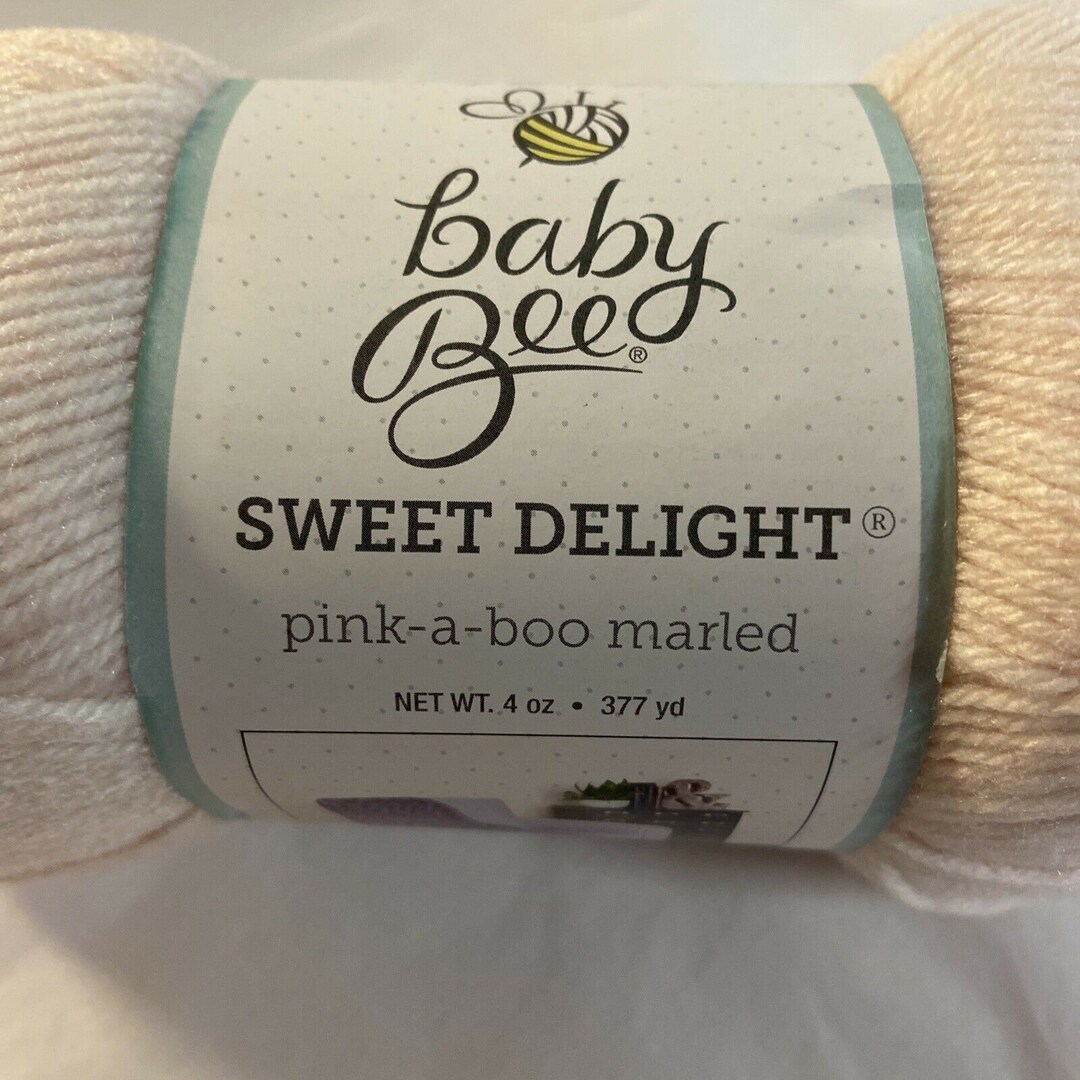 baby
Bee®
SWEET DELIGHT®
pink-a-boo marled
NET WT. 4 oz • 377 yd